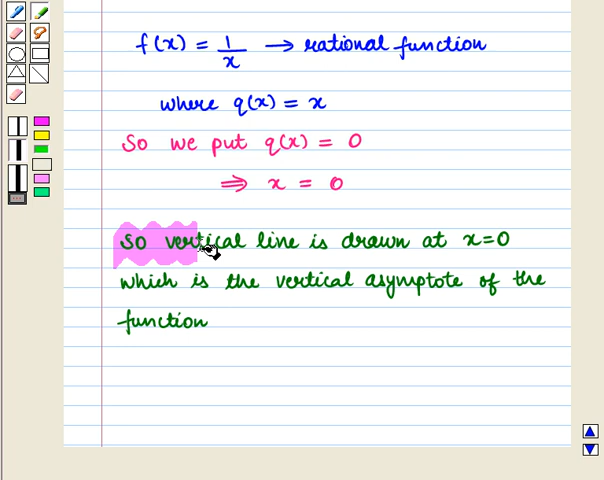 f(x) = 1/x → rational function
where q(x) = x
So we put q(x) = 0
⇒ x = 0
So vertical line is drawn at x=0
which is the vertical asymptote of the
function